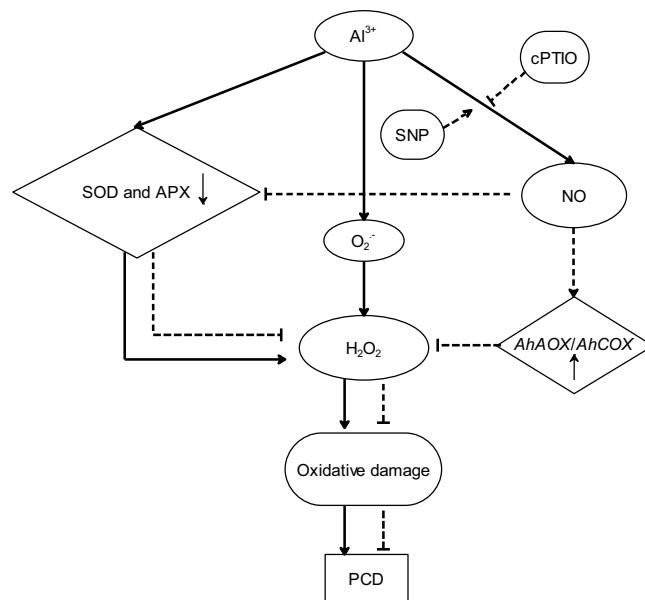 Al³⁺
cPTIO
SNP
SOD and APX ↓
NO
O₂·⁻
H₂O₂
AhAOX/AhCOX
↑
Oxidative damage
PCD